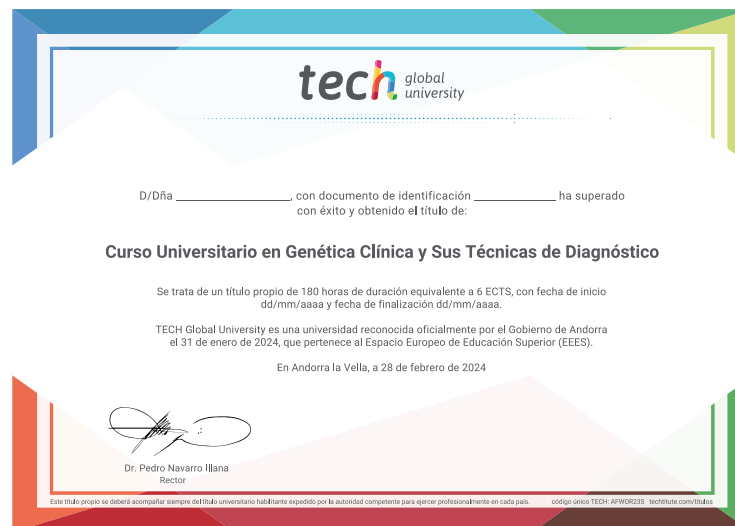 tech global university
D/Dña ______________, con documento de identificación __________ ha superado
con éxito y obtenido el título de:
Curso Universitario en Genética Clínica y Sus Técnicas de Diagnóstico
Se trata de un título propio de 180 horas de duración equivalente a 6 ECTS, con fecha de inicio
dd/mm/aaaa y fecha de finalización dd/mm/aaaa.
TECH Global University es una universidad reconocida oficialmente por el Gobierno de Andorra
el 31 de enero de 2024, que pertenece al Espacio Europeo de Educación Superior (EEES).
En Andorra la Vella, a 28 de febrero de 2024
Dr. Pedro Navarro Illana
Rector
Este título propio se deberá acompañar siempre del título universitario habilitante expedido por la autoridad competente para ejercer profesionalmente en cada país. código único TECH: AFWOR23S techtitute.com/titulos